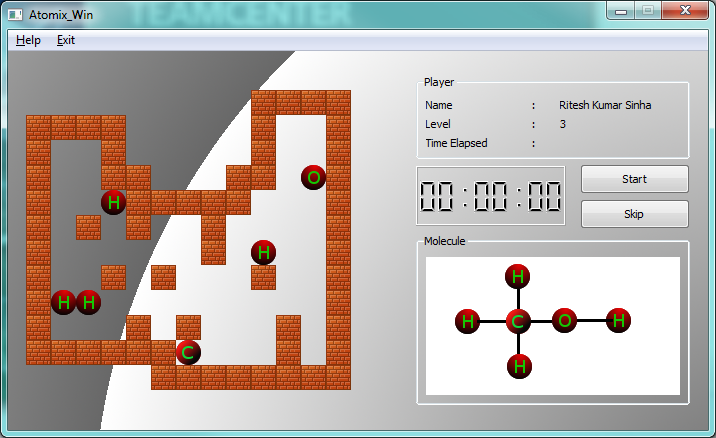 TEAMCENTER
Atomix_Win
Help Exit
Player
Name : Ritesh Kumar Sinha
Level : 3
Time Elapsed :
00:00:00
Start
Skip
Molecule
H
H C O H
H
O
H
H
H H
C